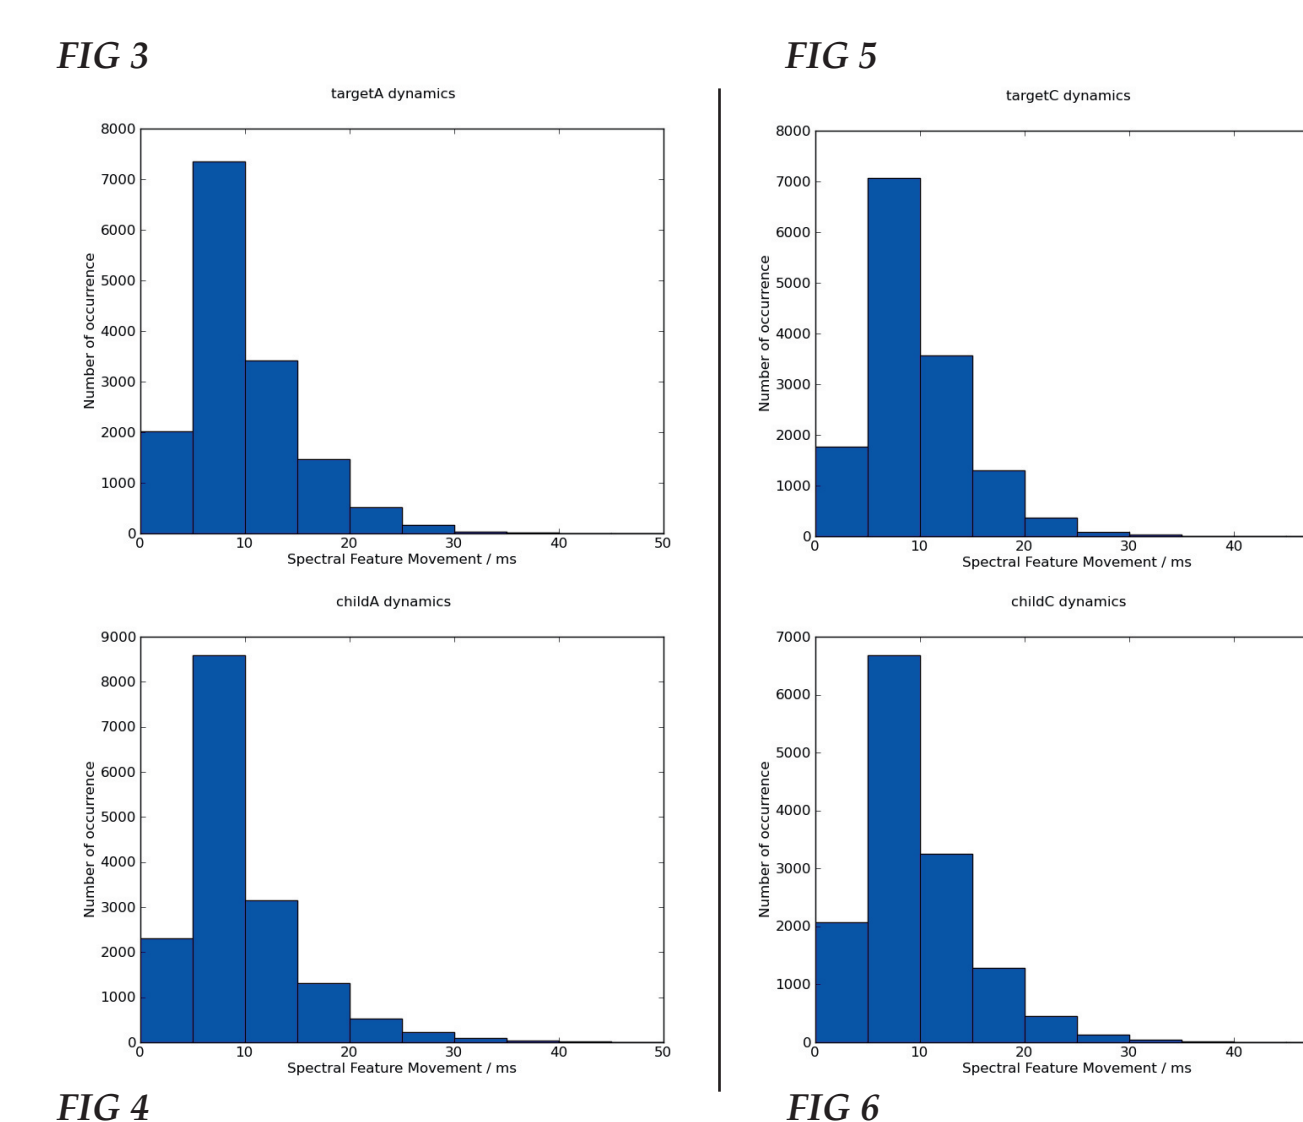 FIG 3
targetA dynamics
8000
7000
6000
5000
4000
3000
2000
1000
0
Number of occurrence
0 10 20 30 40 50
Spectral Feature Movement / ms
childA dynamics
9000
8000
7000
6000
5000
4000
3000
2000
1000
0
Number of occurrence
0 10 20 30 40 50
Spectral Feature Movement / ms
FIG 4
FIG 5
targetC dynamics
8000
7000
6000
5000
4000
3000
2000
1000
0
Number of occurrence
0 10 20 30 40
Spectral Feature Movement / ms
childC dynamics
7000
6000
5000
4000
3000
2000
1000
0
Number of occurrence
0 10 20 30 40
Spectral Feature Movement / ms
FIG 6